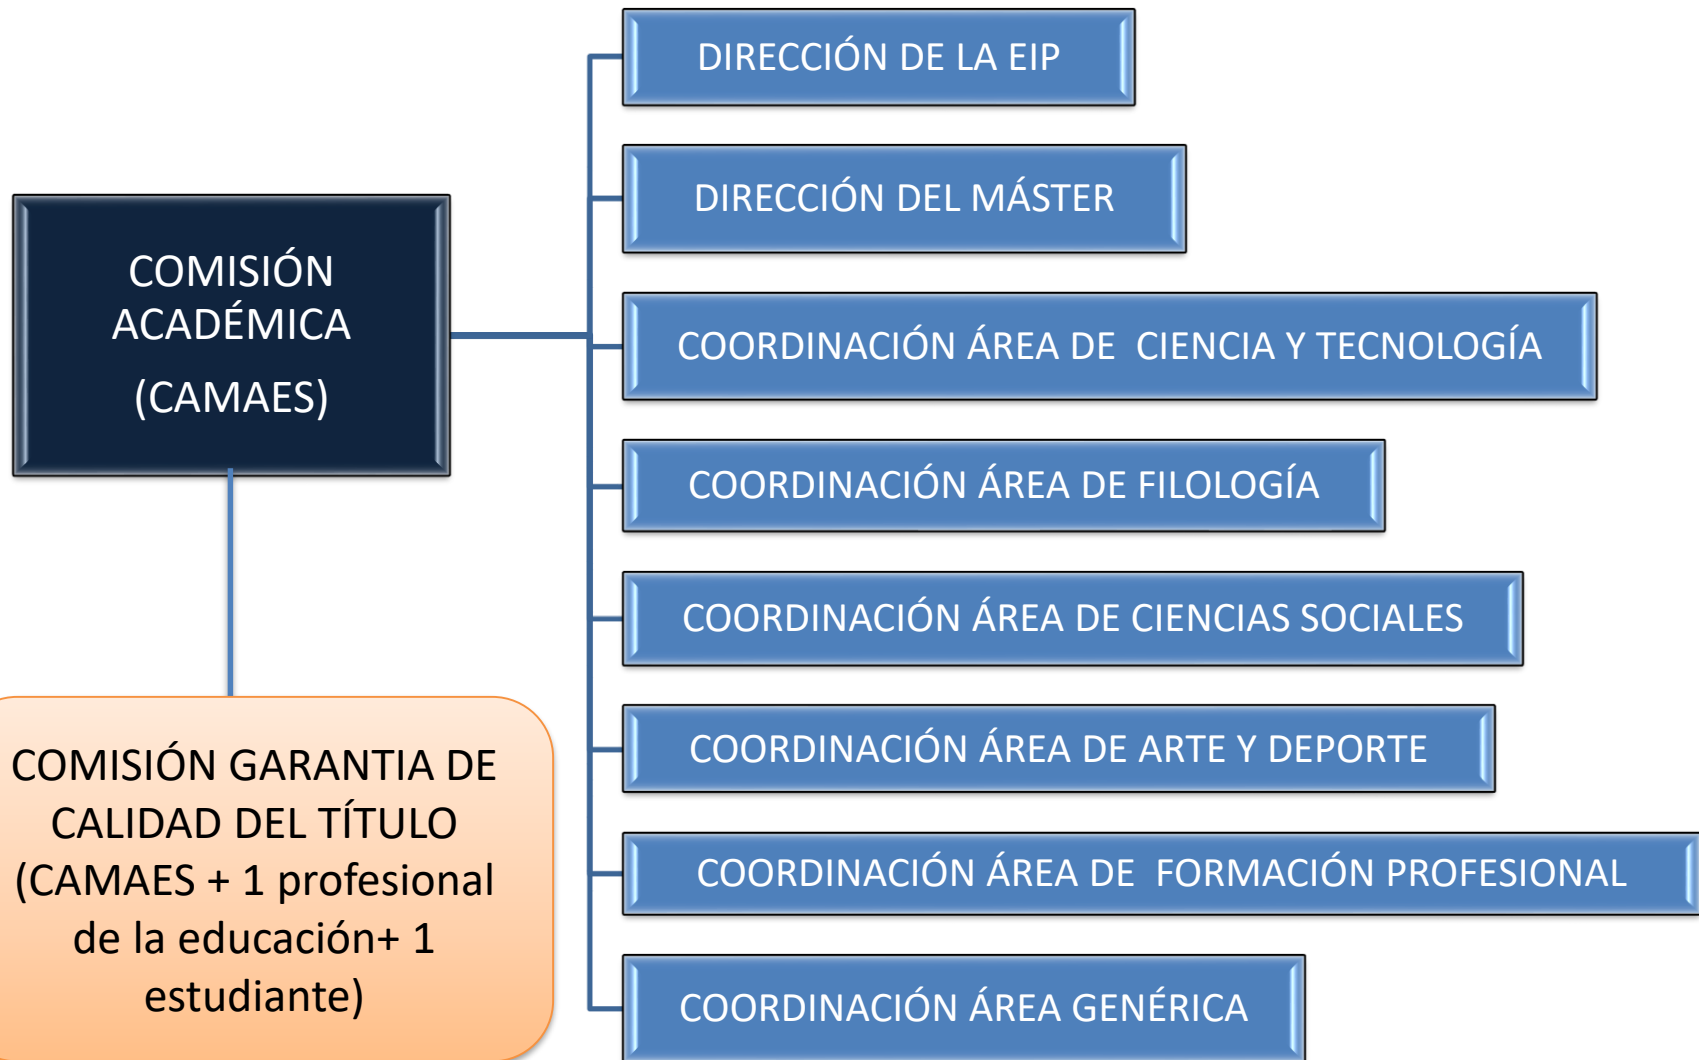 COMISIÓN
ACADÉMICA
(CAMAES)
COMISIÓN GARANTIA DE
CALIDAD DEL TÍTULO
(CAMAES + 1 profesional
de la educación+ 1
estudiante)
DIRECCIÓN DE LA EIP
DIRECCIÓN DEL MÁSTER
COORDINACIÓN ÁREA DE  CIENCIA Y TECNOLOGÍA
COORDINACIÓN ÁREA DE FILOLOGÍA
COORDINACIÓN ÁREA DE CIENCIAS SOCIALES
COORDINACIÓN ÁREA DE ARTE Y DEPORTE
COORDINACIÓN ÁREA DE  FORMACIÓN PROFESIONAL
COORDINACIÓN ÁREA GENÉRICA